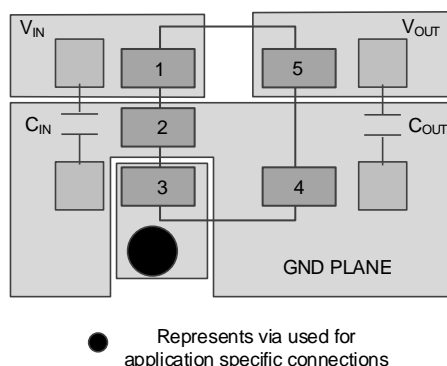 VIN
VOUT
1
5
CIN
2
COUT
3
4
GND PLANE
Represents via used for
application specific connections